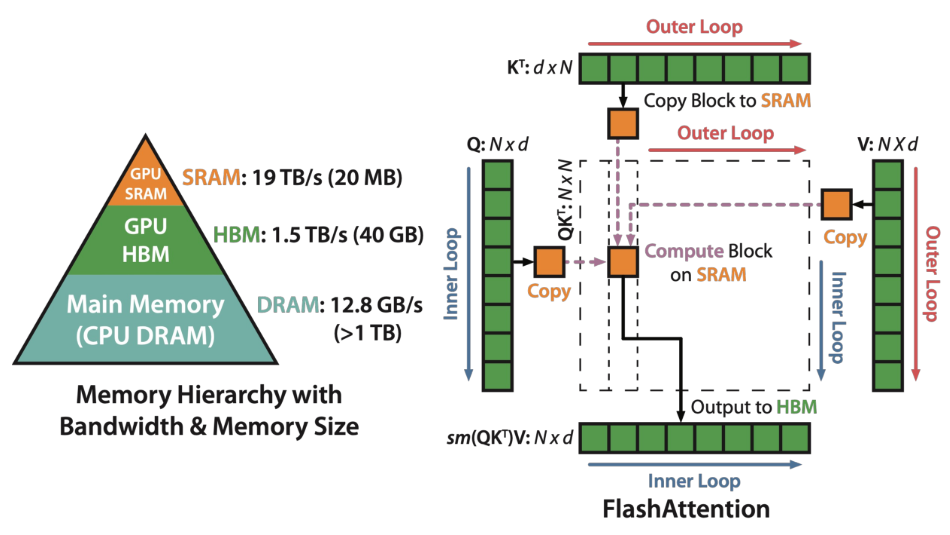 GPU
SRAM
GPU
HBM
Main Memory
(CPU DRAM)
SRAM: 19 TB/s (20 MB)
HBM: 1.5 TB/s (40 GB)
DRAM: 12.8 GB/s
(>1 TB)
Memory Hierarchy with
Bandwidth & Memory Size
Outer Loop
Kᵀ: d x N
Copy Block to SRAM
Outer Loop
Q: N x d
V: N X d
QKᵀ: N x N
Copy
Compute Block
on SRAM
Copy
Inner Loop
Inner Loop
Outer Loop
Output to HBM
sm(QKᵀ)V: N x d
Inner Loop
FlashAttention